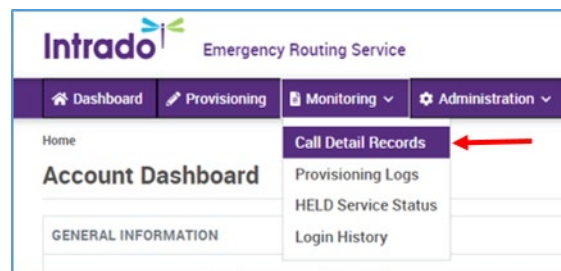 Intrado Emergency Routing Service
Dashboard Provisioning Monitoring Administration
Home
Account Dashboard
GENERAL INFORMATION
Call Detail Records
Provisioning Logs
HELD Service Status
Login History